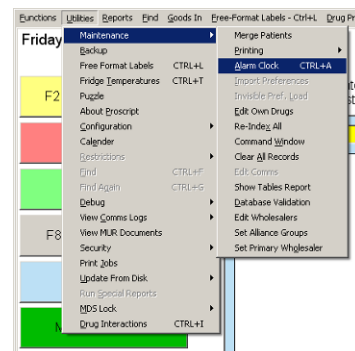 Functions Utilities Reports Find Goods In Free-Format Labels - Ctrl+L Drug
Friday
F2
F8
Maintenance
Backup
Free Format Labels CTRL+L
Fridge Temperatures CTRL+T
Puzzle
About Proscript
Configuration
Calender
Restrictions
Find CTRL+F
Find Again CTRL+G
Debug
View Comms Logs
View MUR Documents
Security
Print Jobs
Update From Disk
Run Special Reports
MDS Lock
Drug Interactions CTRL+I
Merge Patients
Printing
Alarm Clock CTRL+A
Import Preferences
Invisible Pref. Load
Edit Own Drugs
Re-Index All
Command Window
Clear All Records
Edit Comms
Show Tables Report
Database Validation
Edit Wholesalers
Set Alliance Groups
Set Primary Wholesaler